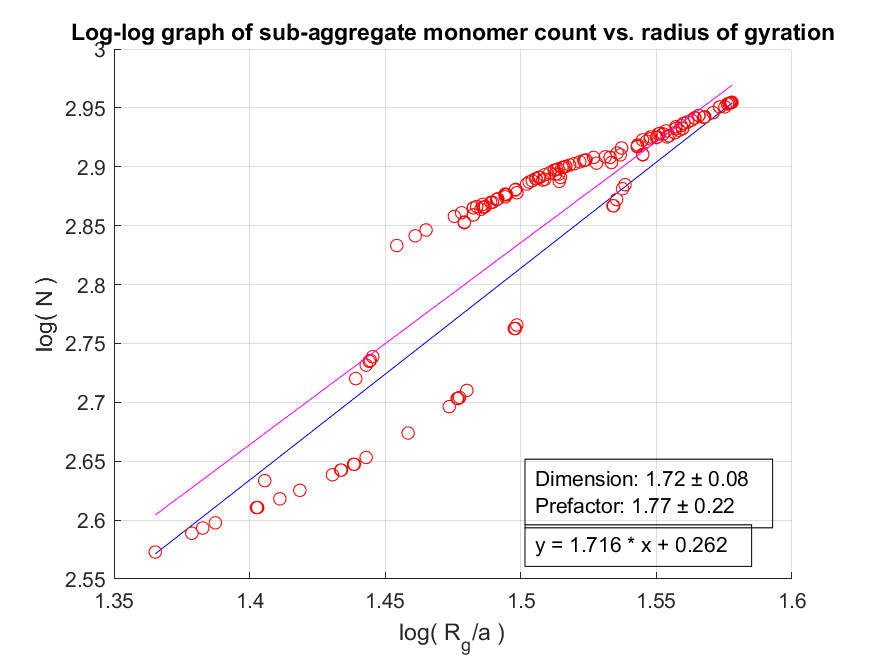 Log-log graph of sub-aggregate monomer count vs. radius of gyration
3
2.95
2.9
2.85
2.8
2.75
2.7
2.65
2.6
2.55
log( N )
Dimension: 1.72 ± 0.08
Prefactor: 1.77 ± 0.22
y = 1.716 * x + 0.262
1.35 1.4 1.45 1.5 1.55 1.6
log( Rg/a )